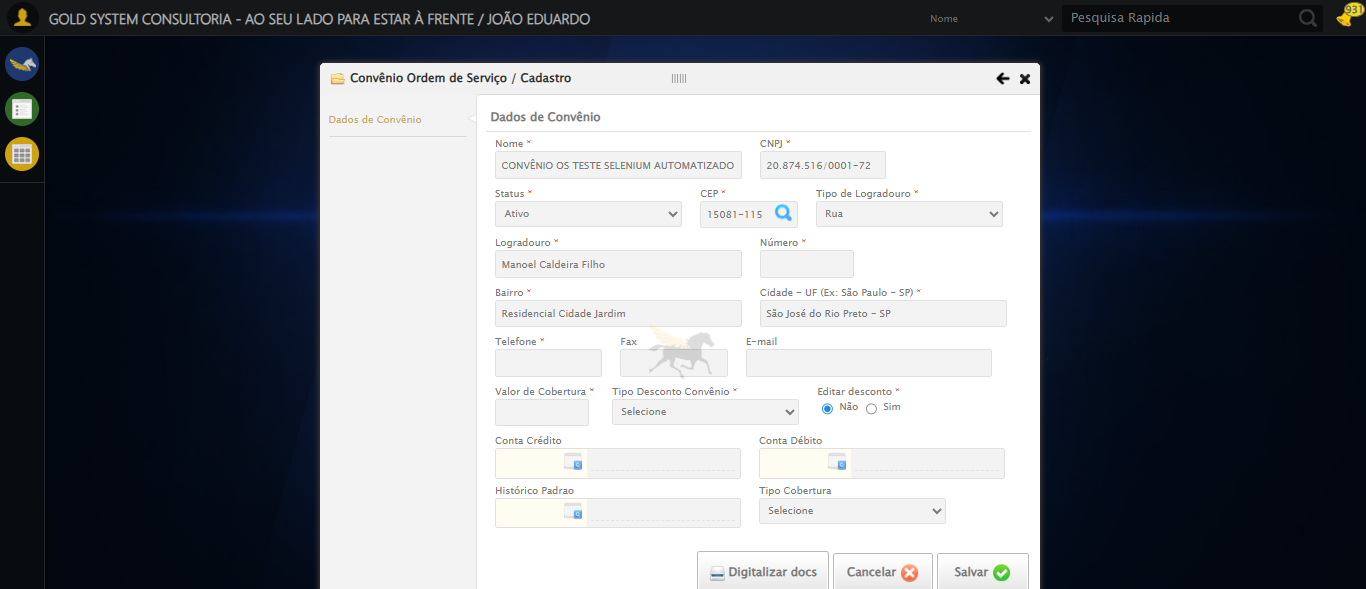 GOLD SYSTEM CONSULTORIA - AO SEU LADO PARA ESTAR À FRENTE / JOÃO EDUARDO
Nome
Pesquisa Rapida
931
Convênio Ordem de Serviço / Cadastro
Dados de Convênio
Dados de Convênio
Nome * CNPJ *
CONVÊNIO OS TESTE SELENIUM AUTOMATIZADO 20.874.516/0001-72
Status * CEP * Tipo de Logradouro *
Ativo 15081-115 Rua
Logradouro * Número *
Manoel Caldeira Filho
Bairro * Cidade - UF (Ex: São Paulo - SP) *
Residencial Cidade Jardim São José do Rio Preto - SP
Telefone * Fax E-mail
Valor de Cobertura * Tipo Desconto Convênio * Editar desconto *
Selecione Não Sim
Conta Crédito Conta Débito
Histórico Padrao Tipo Cobertura
Selecione
Digitalizar docs Cancelar Salvar